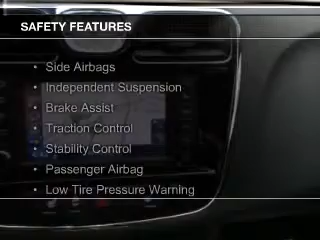 SAFETY FEATURES
• Side Airbags
• Independent Suspension
• Brake Assist
• Traction Control
• Stability Control
• Passenger Airbag
• Low Tire Pressure Warning